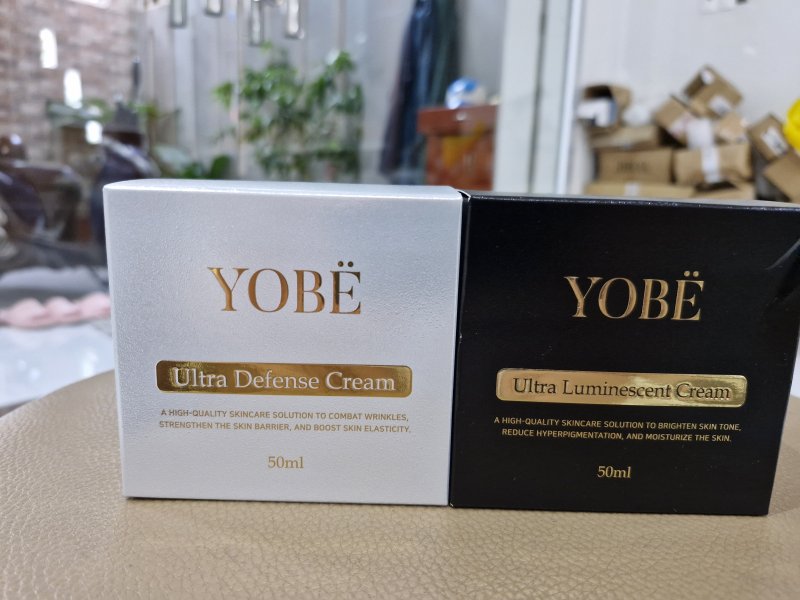 YOBË
Ultra Defense Cream
A HIGH-QUALITY SKINCARE SOLUTION TO COMBAT WRINKLES,
STRENGTHEN THE SKIN BARRIER, AND BOOST SKIN ELASTICITY.
50ml
YOBË
Ultra Luminescent Cream
A HIGH-QUALITY SKINCARE SOLUTION TO BRIGHTEN SKIN TONE,
REDUCE HYPERPIGMENTATION, AND MOISTURIZE THE SKIN.
50ml